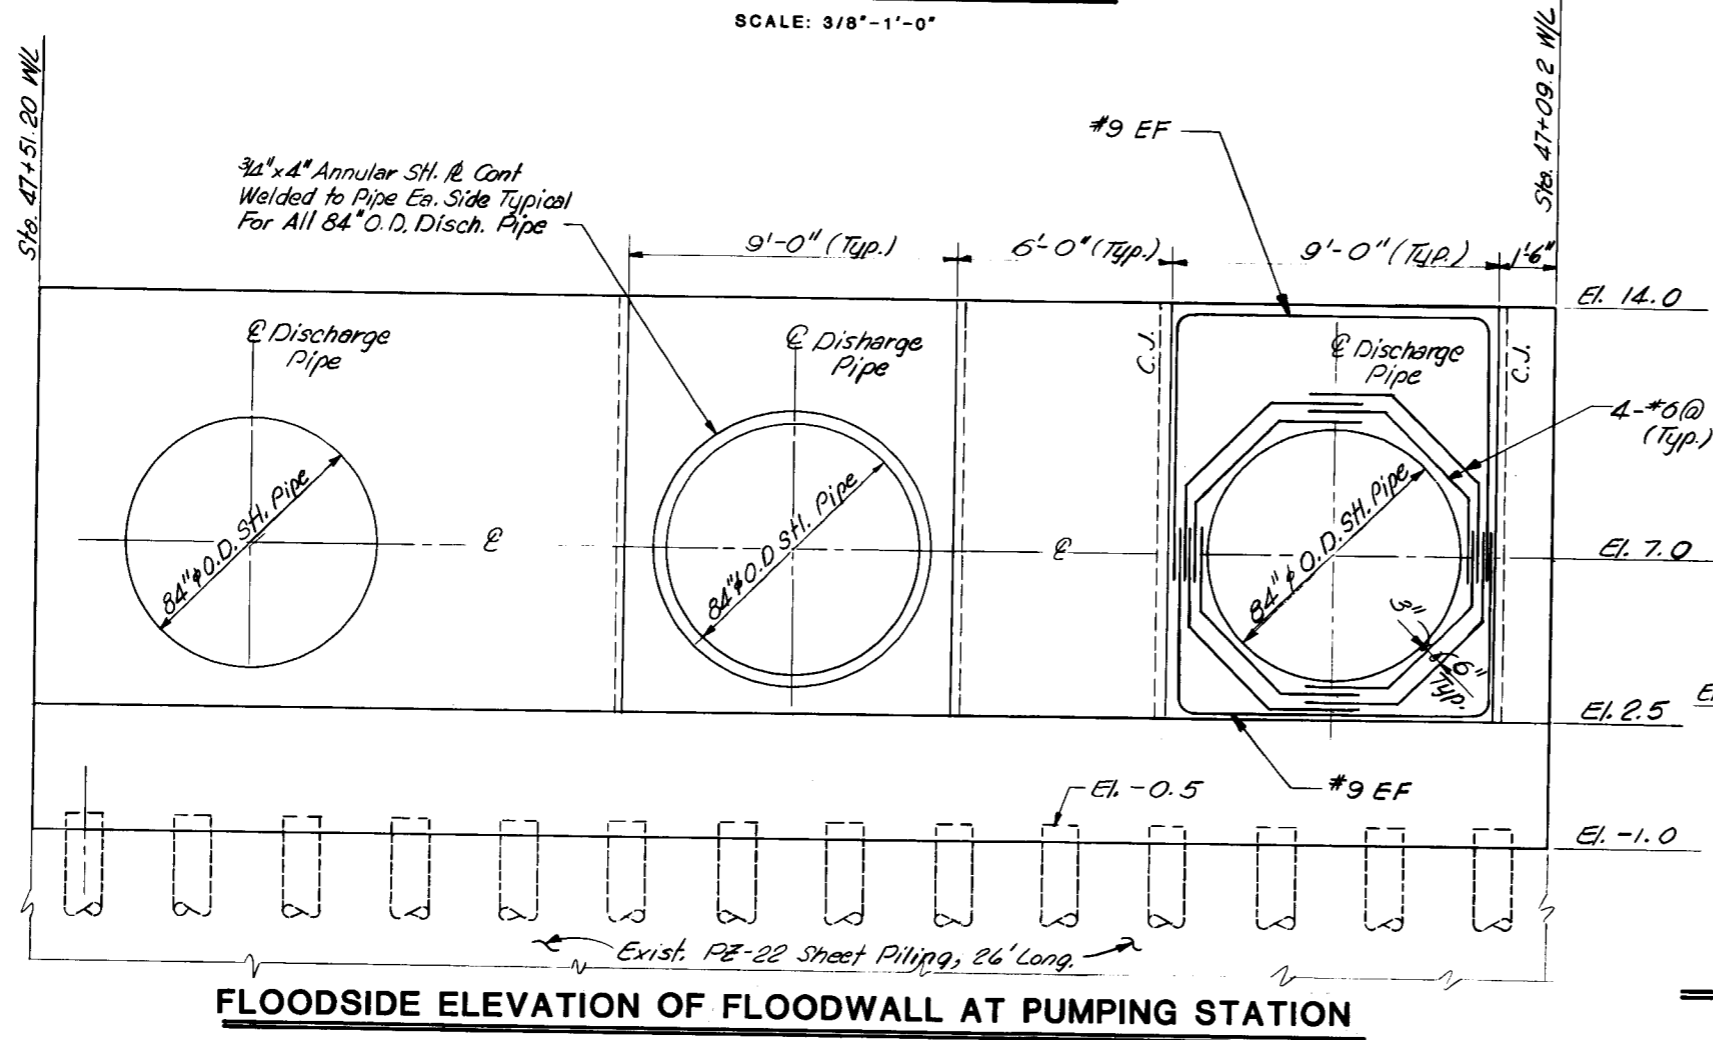 SCALE: 3/8"-1'-0"
Sta. 47+51.20 W/L
Sta. 47+09.2 W/L
#9 EF
3/4"x4" Annular Stl. ⅊ Cont
Welded to Pipe Ea. Side Typical
For All 84" O.D. Disch. Pipe
9'-0" (Typ.)
6'-0" (Typ.)
9'-0" (Typ.)
1'-6"
El. 14.0
℄ Discharge
Pipe
℄ Disharge
Pipe
C.J.
℄ Discharge
Pipe
C.J.
4-#6@
(Typ.)
84"ϕ O.D. Stl. Pipe
℄
84"ϕ O.D Stl. Pipe
℄
84"ϕ O.D. Stl. Pipe
El. 7.0
3"
6"
Typ.
El. 2.5
#9 EF
El. -0.5
El. -1.0
Exist. PZ-22 Sheet Piling, 26' Long.
FLOODSIDE ELEVATION OF FLOODWALL AT PUMPING STATION